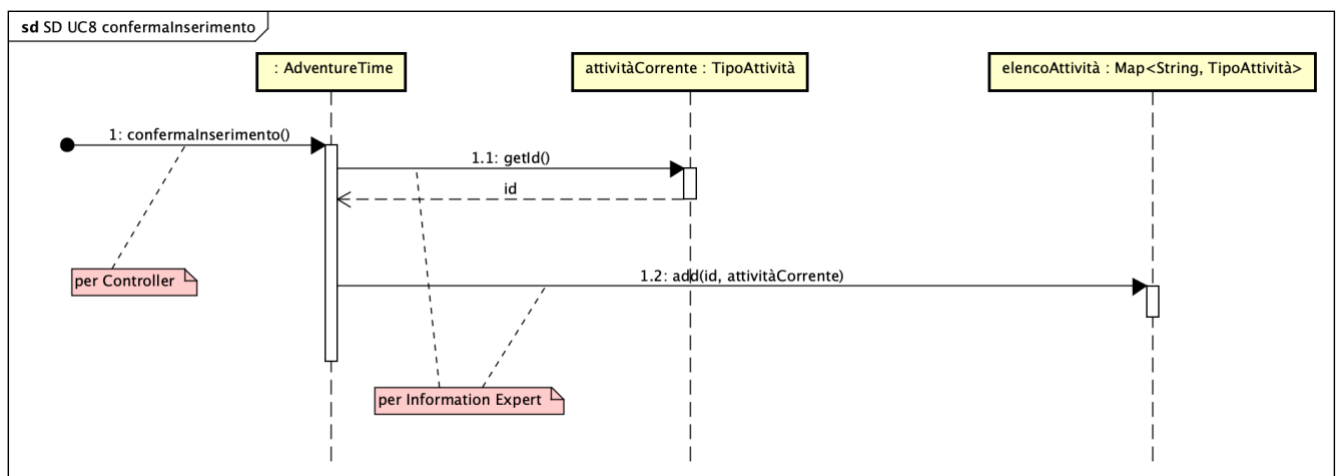 sd SD UC8 confermaInserimento
: AdventureTime
attivitàCorrente : TipoAttività
elencoAttività : Map<String, TipoAttività>
1: confermaInserimento()
1.1: getId()
id
per Controller
1.2: add(id, attivitàCorrente)
per Information Expert